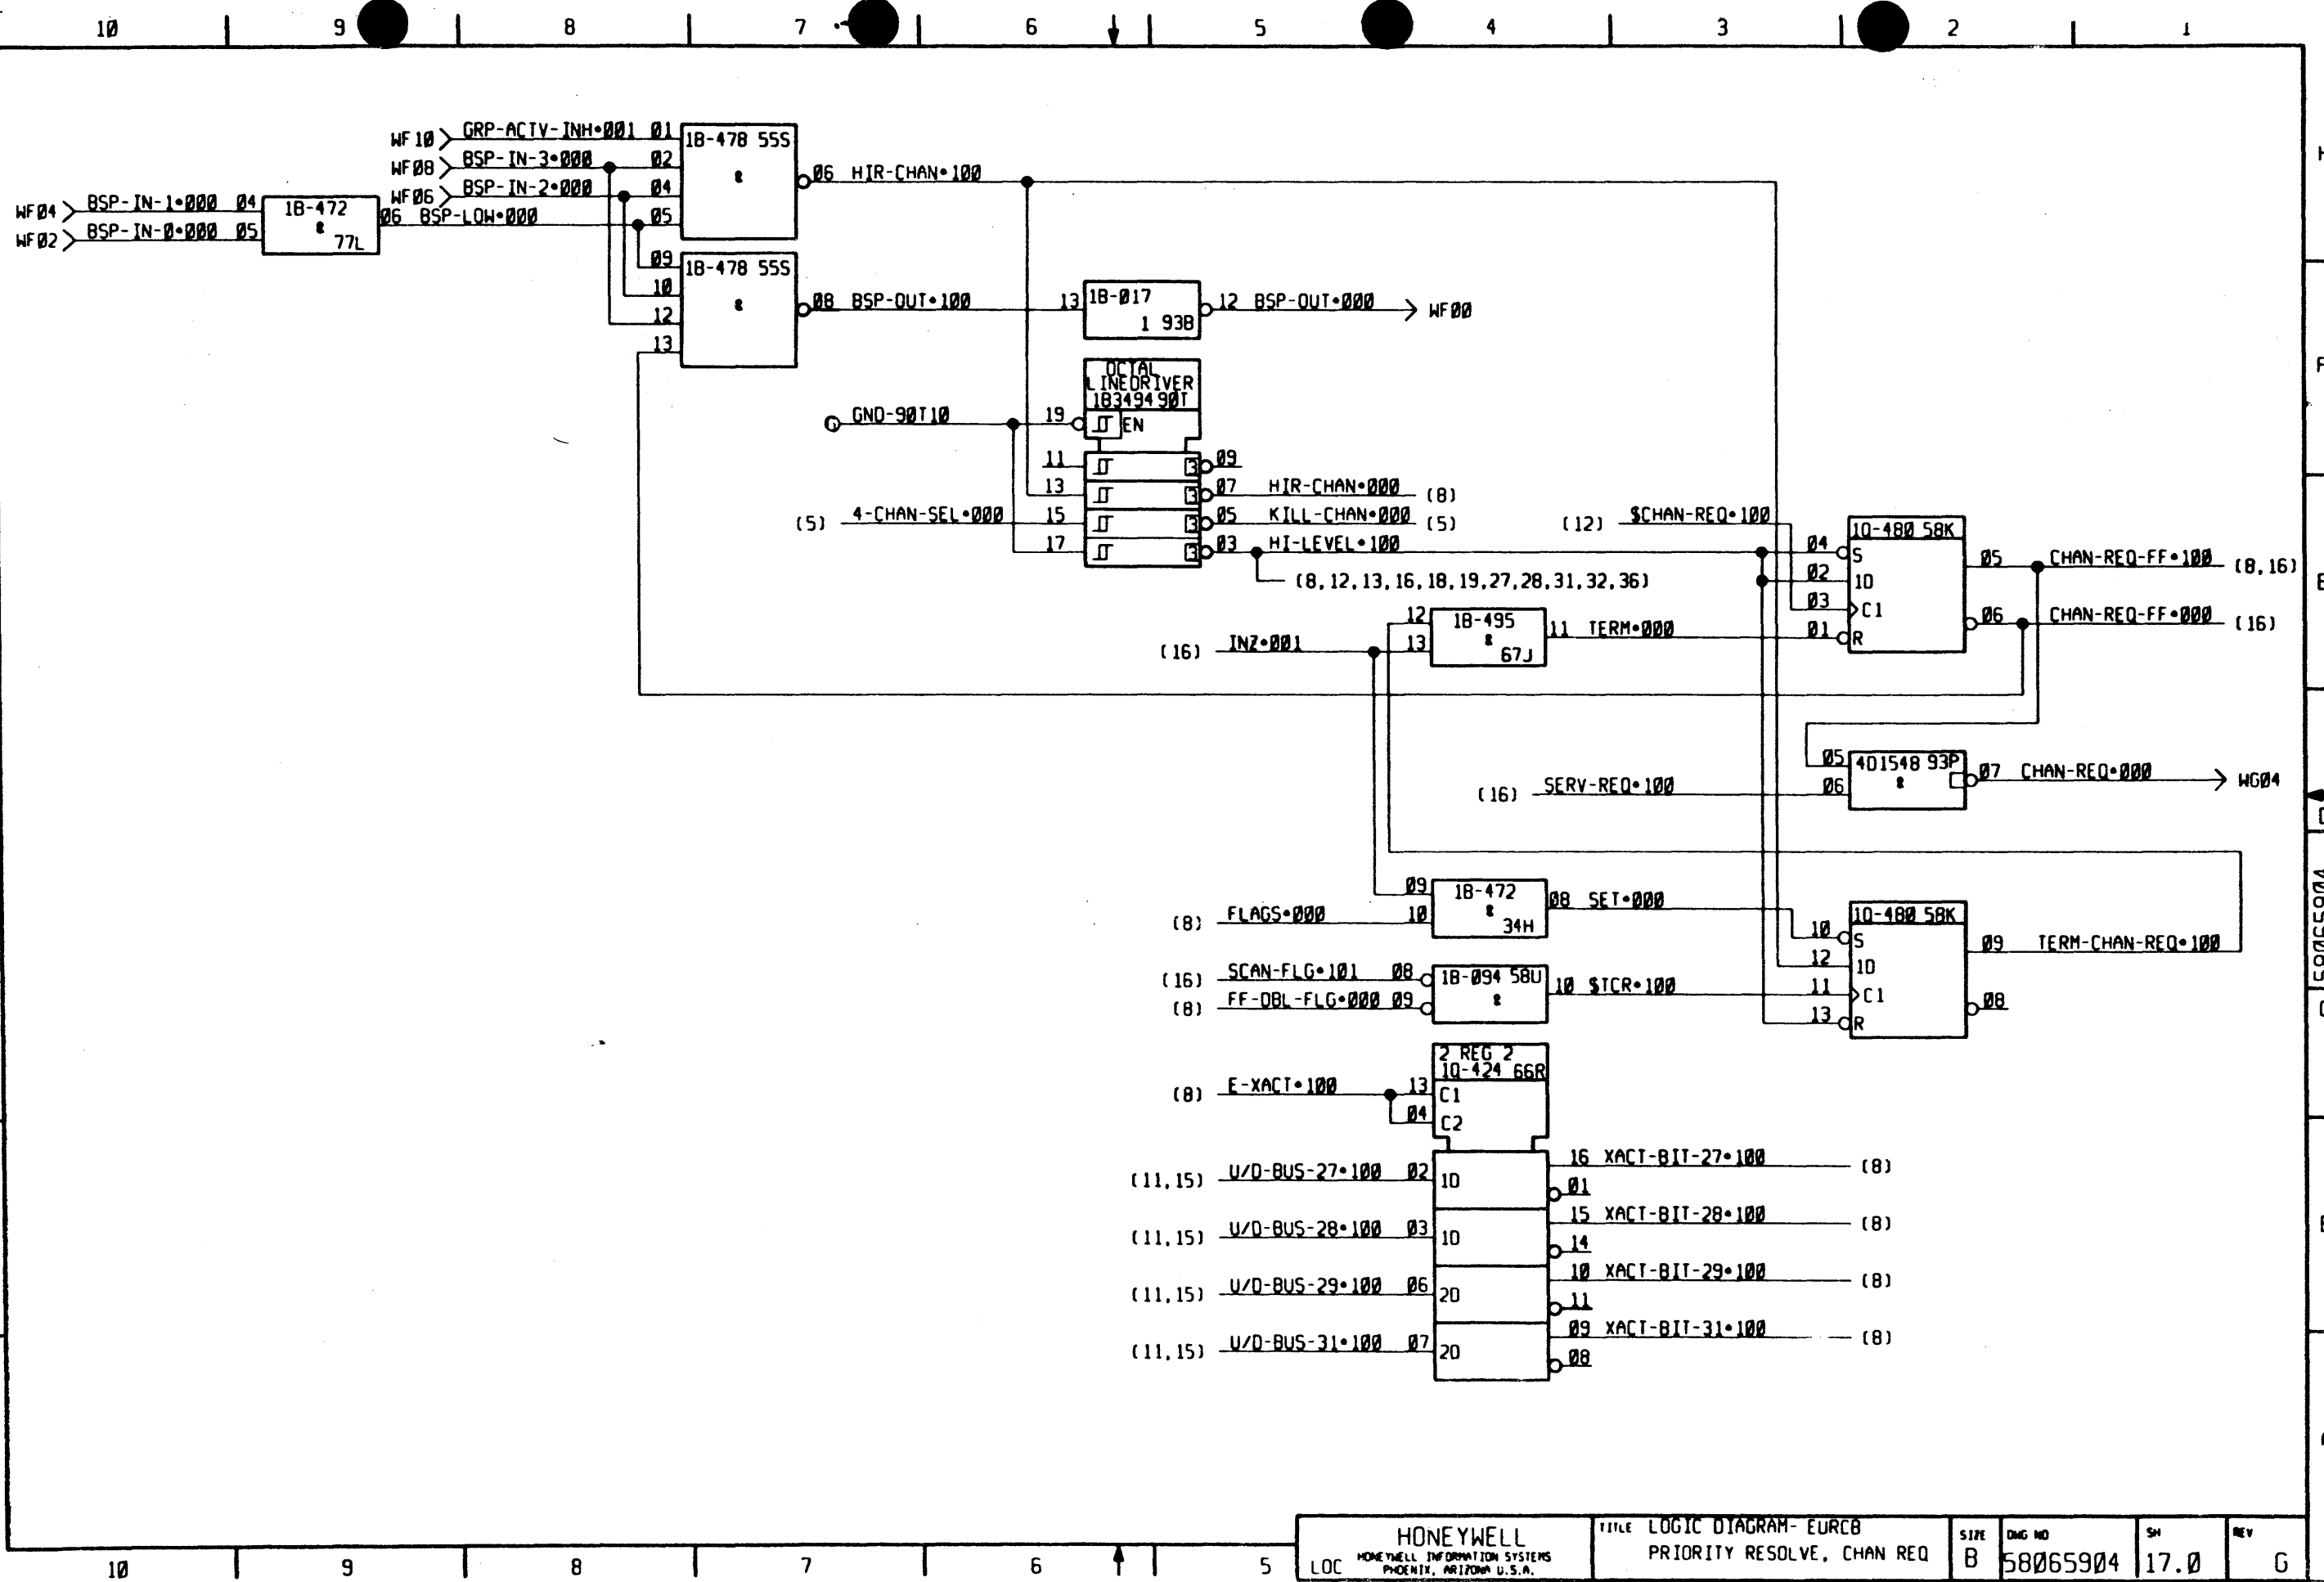 10 9 8 7 6 5 4 3 2 1
WF10 GRP-ACTV-INH•001 01 1B-478 55S
WF08 BSP-IN-3•000 02
WF06 BSP-IN-2•000 04 & 06 HIR-CHAN•100
WF04 BSP-IN-1•000 04 1B-472 06 BSP-LOW•000 05
WF02 BSP-IN-0•000 05 & 77L
09 1B-478 55S
10
12 & 08 BSP-OUT•100 13 1B-017 12 BSP-OUT•000 WF00
1 93B
13
OCTAL
LINEDRIVER
1B3494 90T
GND-90T10 19 EN
11 3 09
13 3 07 HIR-CHAN•000 (8)
(5) 4-CHAN-SEL•000 15 3 05 KILL-CHAN•000 (5)
17 3 03 HI-LEVEL•100
(8,12,13,16,18,19,27,28,31,32,36)
(12) $CHAN-REQ•100
1Q-480 58K
04 S 05 CHAN-REQ-FF•100 (8,16)
02 1D
03 C1 06 CHAN-REQ-FF•000 (16)
01 R
12 1B-495 11 TERM•000
(16) INZ•001 13 & 67J
05 4D1548 93P 07 CHAN-REQ•000 WG04
(16) SERV-REQ•100 06 &
09 1B-472 08 SET•000
(8) FLAGS•000 10 & 34H
1Q-480 58K
10 S 09 TERM-CHAN-REQ•100
12 1D
11 C1 08
13 R
(16) SCAN-FLG•101 08 1B-094 58U 10 $TCR•100
(8) FF-DBL-FLG•000 09 &
2 REG 2
1Q-424 66R
(8) E-XACT•100 13 C1
04 C2
(11,15) U/D-BUS-27•100 02 1D 16 XACT-BIT-27•100 (8)
01
(11,15) U/D-BUS-28•100 03 1D 15 XACT-BIT-28•100 (8)
14
(11,15) U/D-BUS-29•100 06 2D 10 XACT-BIT-29•100 (8)
11
(11,15) U/D-BUS-31•100 07 2D 09 XACT-BIT-31•100 (8)
08
58065904
10 9 8 7 6 5
HONEYWELL
HONEYWELL INFORMATION SYSTEMS
LOC PHOENIX, ARIZONA U.S.A.
TITLE LOGIC DIAGRAM- EURCB
PRIORITY RESOLVE, CHAN REQ
SIZE B
DWG NO 58065904
SH 17.0
REV G